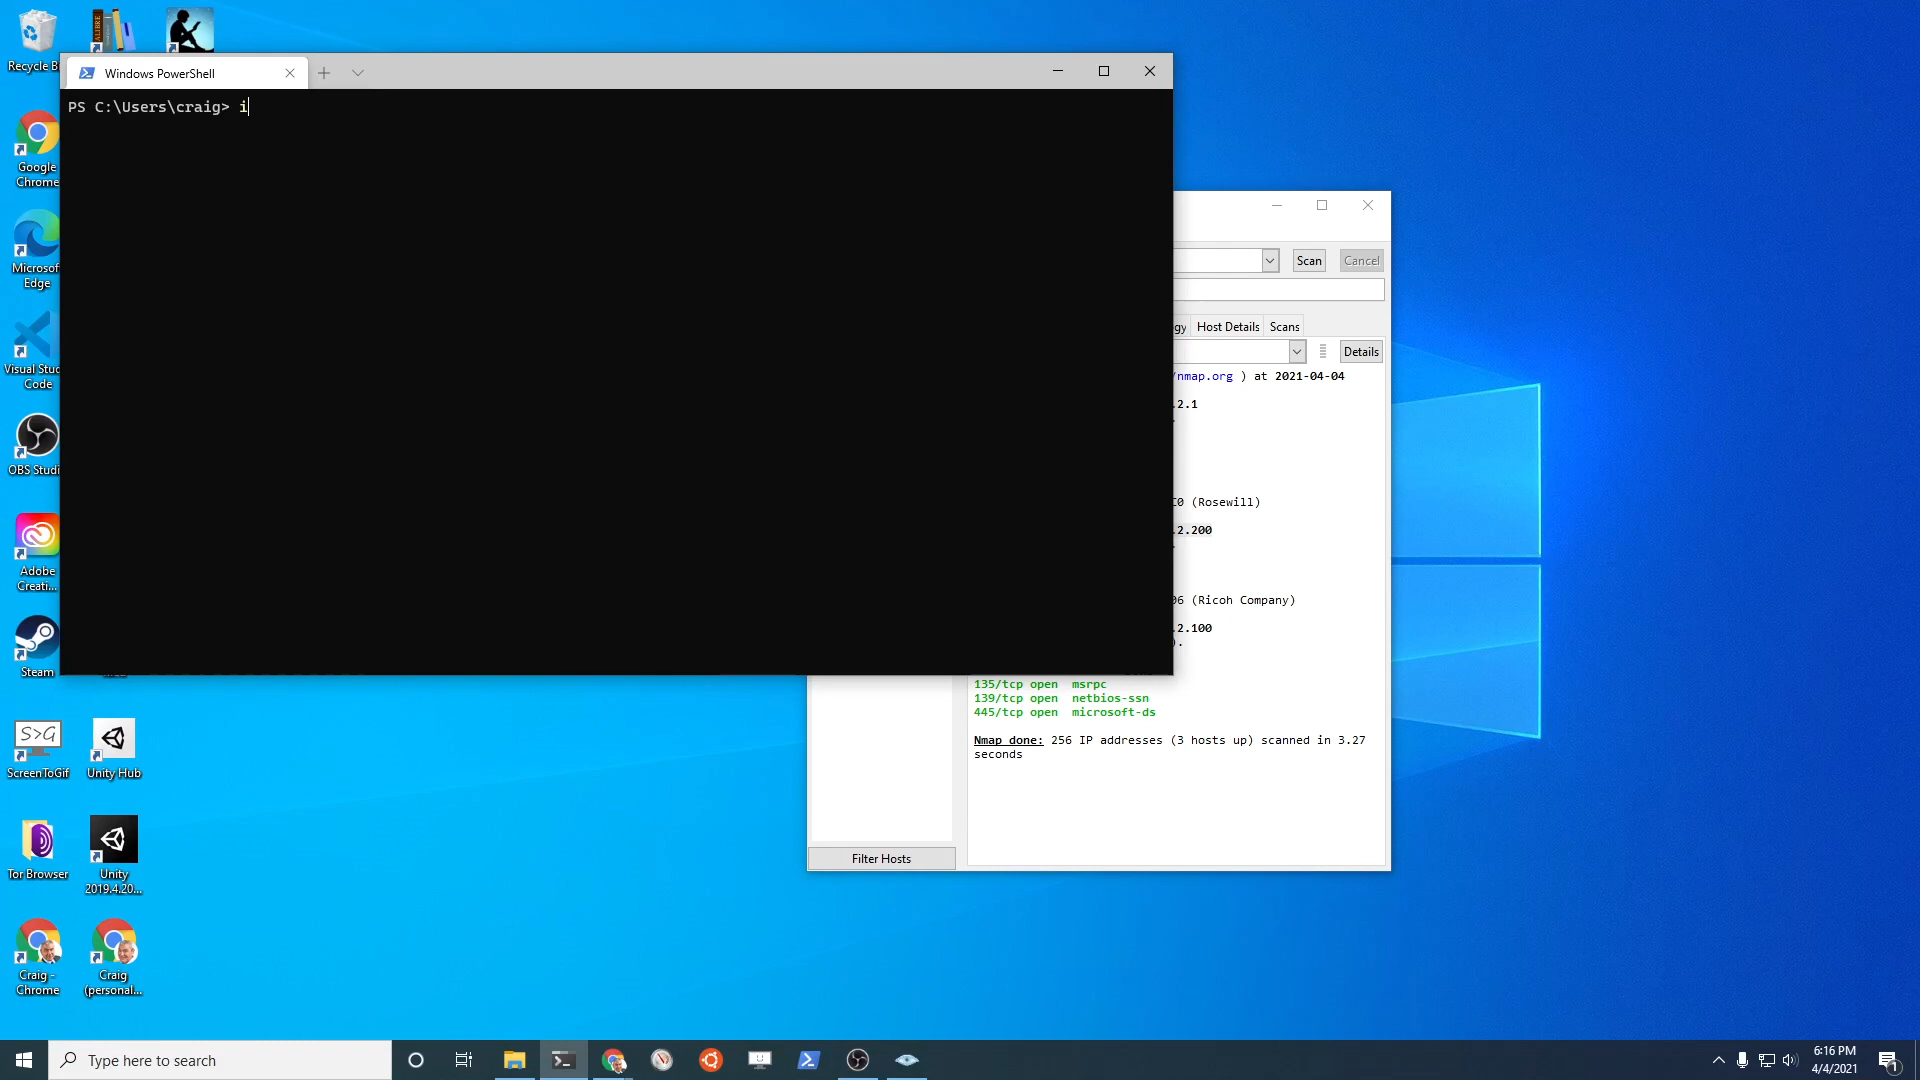 Recycle B
Windows PowerShell
PS C:\Users\craig> i
Google
Chrome
Microsof
Edge
Visual Stud
Code
OBS Studi
Adobe
Creati...
Steam
S>G
ScreenToGif
Unity Hub
Tor Browser
Unity
2019.4.20...
Craig -
Chrome
Craig
(personal...
Scan
Cancel
gy
Host Details
Scans
Details
/nmap.org ) at 2021-04-04
.2.1
C0 (Rosewill)
.2.200
06 (Ricoh Company)
.2.100
).
135/tcp open msrpc
139/tcp open netbios-ssn
445/tcp open microsoft-ds
Nmap done: 256 IP addresses (3 hosts up) scanned in 3.27
seconds
Filter Hosts
Type here to search
6:16 PM
4/4/2021
1